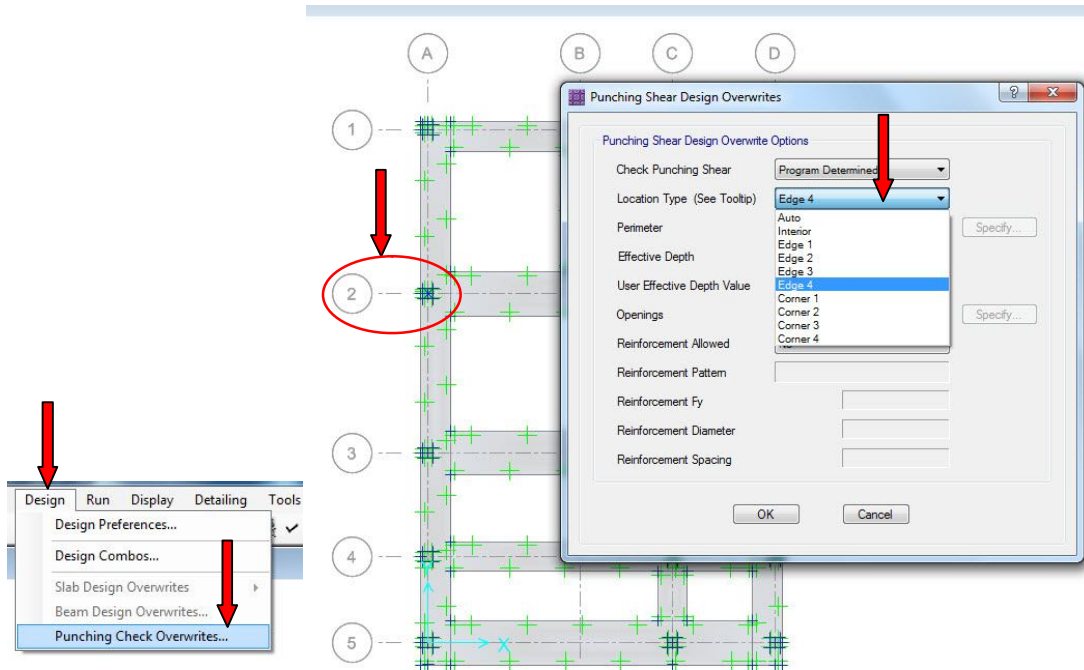 A B C D
1
2
3
4
5
X
Punching Shear Design Overwrites
?
Punching Shear Design Overwrite Options
Check Punching Shear Program Determined
Location Type (See Tooltip) Edge 4
Auto
Interior
Edge 1
Edge 2
Edge 3
Edge 4
Corner 1
Corner 2
Corner 3
Corner 4
Perimeter Specify...
Effective Depth
User Effective Depth Value
Openings Specify...
Reinforcement Allowed
Reinforcement Pattern
Reinforcement Fy
Reinforcement Diameter
Reinforcement Spacing
OK Cancel
Design Run Display Detailing Tools
Design Preferences...
Design Combos...
Slab Design Overwrites
Beam Design Overwrites...
Punching Check Overwrites...